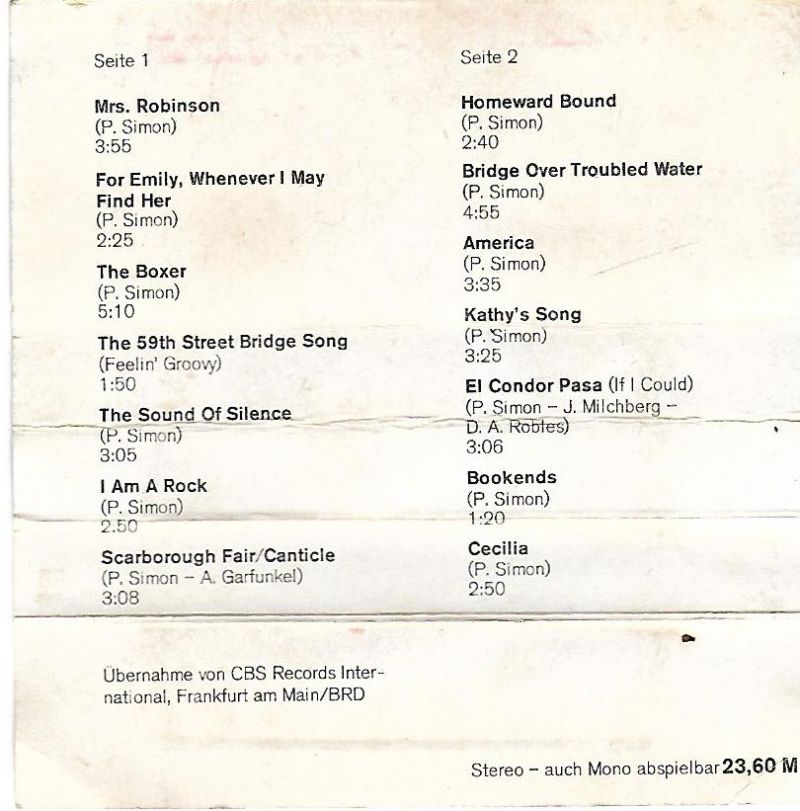 Seite 1
Mrs. Robinson
(P. Simon)
3:55
For Emily, Whenever I May
Find Her
(P. Simon)
2:25
The Boxer
(P. Simon)
5:10
The 59th Street Bridge Song
(Feelin' Groovy)
1:50
The Sound Of Silence
(P. Simon)
3:05
I Am A Rock
(P. Simon)
2.50
Scarborough Fair/Canticle
(P. Simon – A. Garfunkel)
3:08
Seite 2
Homeward Bound
(P. Simon)
2:40
Bridge Over Troubled Water
(P. Simon)
4:55
America
(P. Simon)
3:35
Kathy's Song
(P. Simon)
3:25
El Condor Pasa (If I Could)
(P. Simon – J. Milchberg –
D. A. Robles)
3:06
Bookends
(P. Simon)
1:20
Cecilia
(P. Simon)
2:50
Übernahme von CBS Records Inter-
national, Frankfurt am Main/BRD
Stereo – auch Mono abspielbar 23,60 M